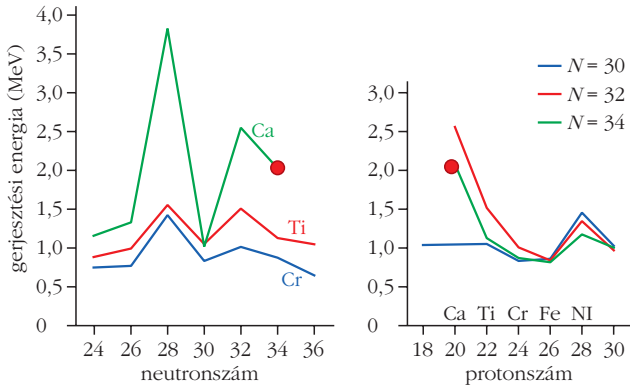 gerjesztési energia (MeV)
4,0
3,5
3,0
2,5
2,0
1,5
1,0
0,5
0
Ca
Ti
Cr
24 26 28 30 32 34 36
neutronszám
N = 30
N = 32
N = 34
3,0
2,5
2,0
1,5
1,0
0,5
0
Ca Ti Cr Fe NI
18 20 22 24 26 28 30
protonszám